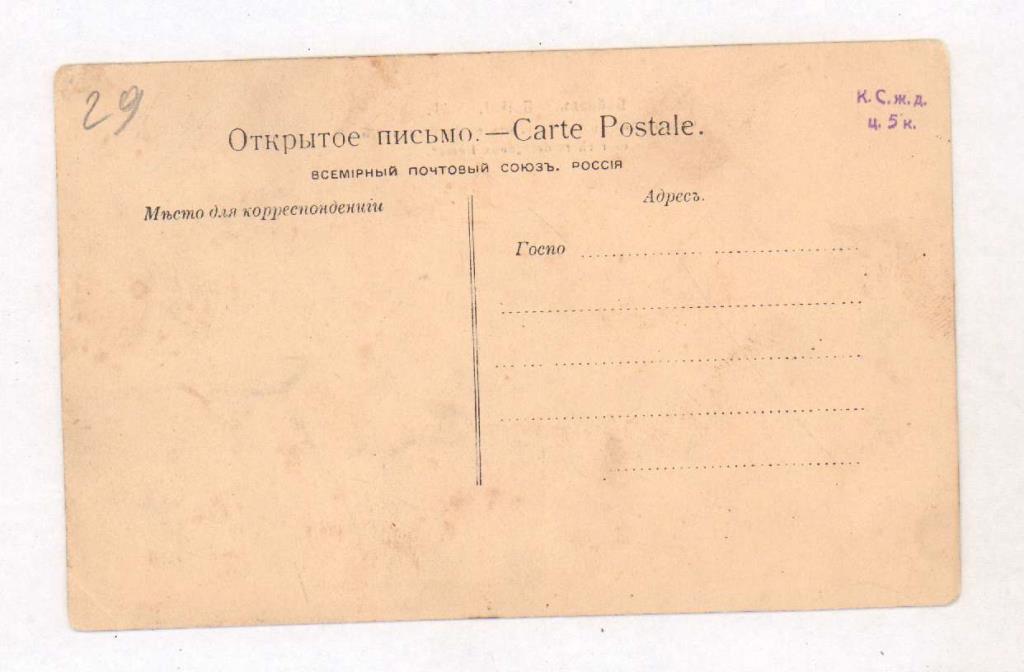 29
К. С. ж. д.
ц. 5 к.
Открытое письмо.—Carte Postale.
ВСЕМІРНЫЙ ПОЧТОВЫЙ СОЮЗЪ. РОССІЯ
Мѣсто для корреспонденціи
Адресъ.
Госпо